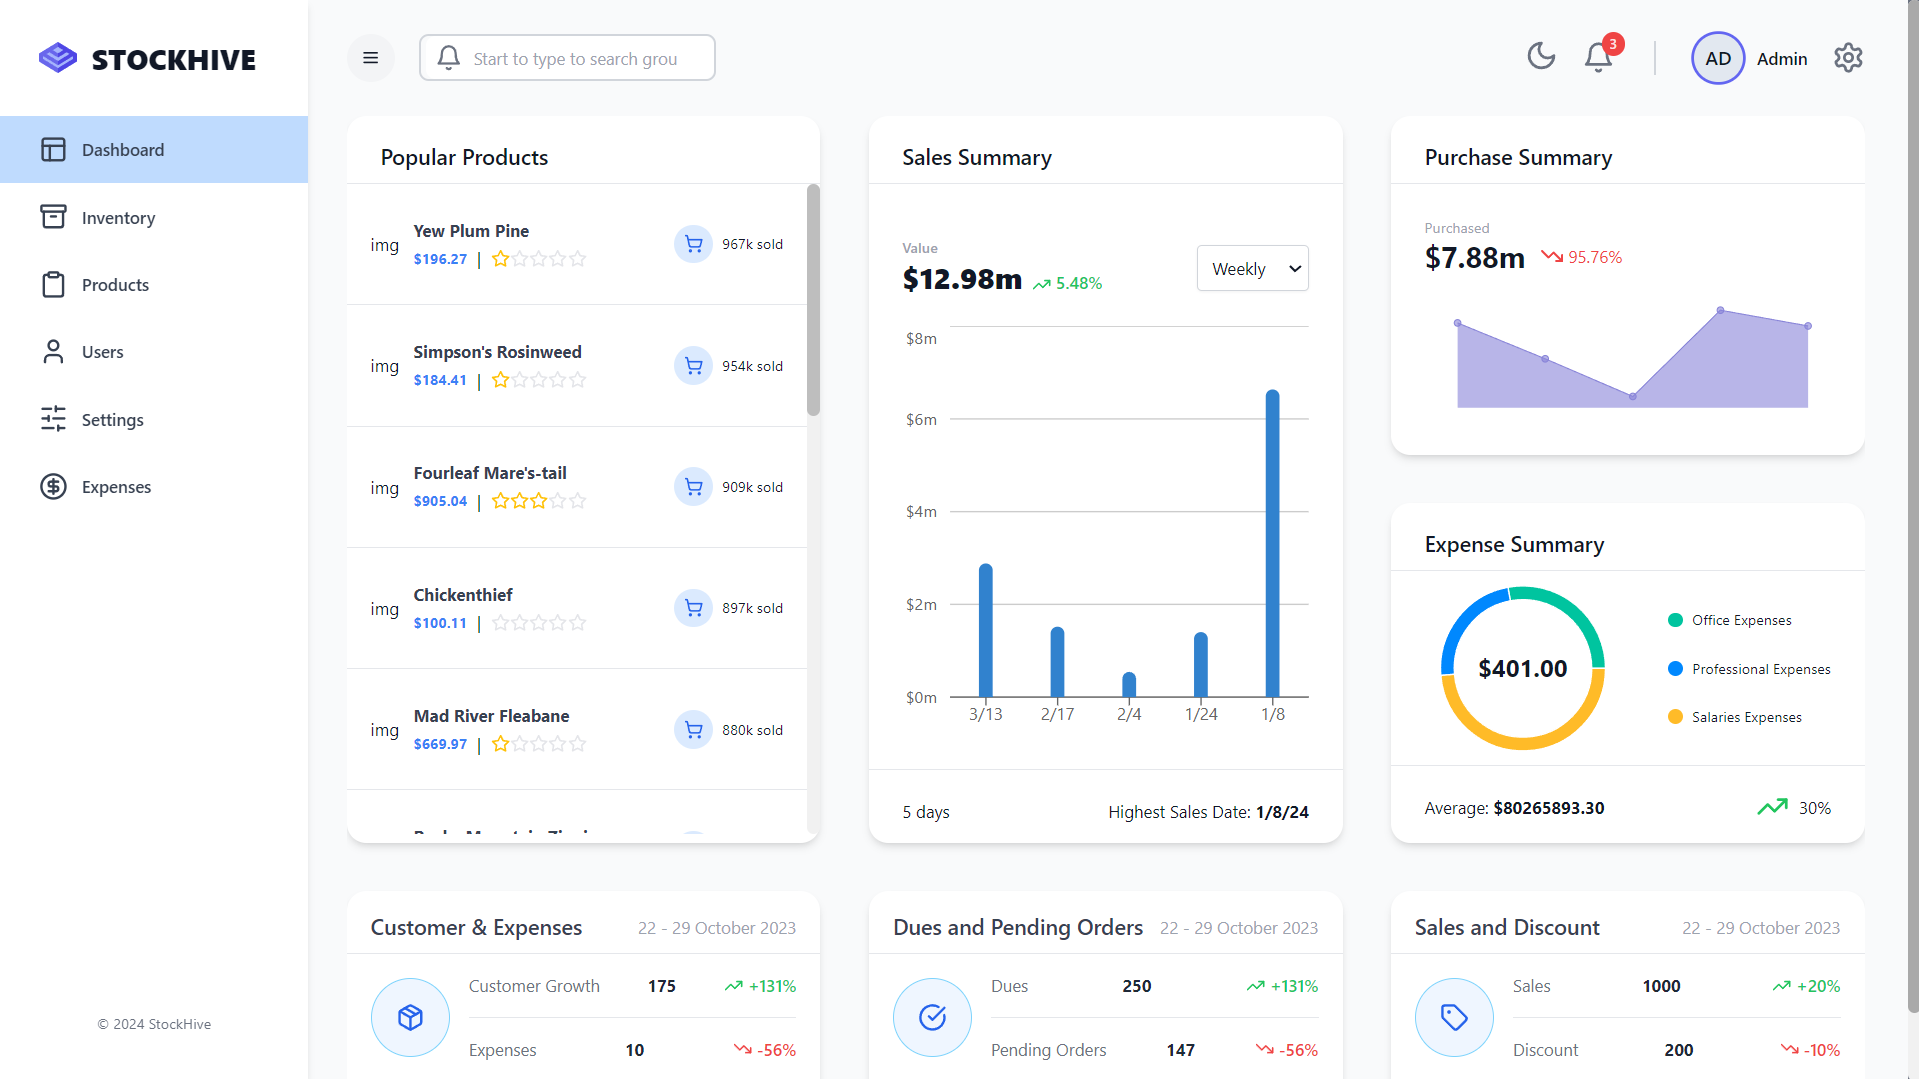 STOCKHIVE
Dashboard
Inventory
Products
Users
Settings
Expenses
© 2024 StockHive
Start to type to search grou
3
AD
Admin
Popular Products
img
Yew Plum Pine
$196.27 |
967k sold
img
Simpson's Rosinweed
$184.41 |
954k sold
img
Fourleaf Mare's-tail
$905.04 |
909k sold
img
Chickenthief
$100.11 |
897k sold
img
Mad River Fleabane
$669.97 |
880k sold
Sales Summary
Value
$12.98m
5.48%
Weekly
$8m
$6m
$4m
$2m
$0m
3/13 2/17 2/4 1/24 1/8
5 days
Highest Sales Date: 1/8/24
Purchase Summary
Purchased
$7.88m
95.76%
Expense Summary
$401.00
Office Expenses
Professional Expenses
Salaries Expenses
Average: $80265893.30
30%
Customer & Expenses
22 - 29 October 2023
Customer Growth 175 +131%
Expenses 10 -56%
Dues and Pending Orders
22 - 29 October 2023
Dues 250 +131%
Pending Orders 147 -56%
Sales and Discount
22 - 29 October 2023
Sales 1000 +20%
Discount 200 -10%